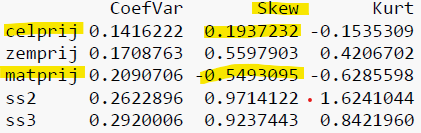 CoefVar Skew Kurt
celprij 0.1416222 0.1937232 -0.1535309
zemprij 0.1708763 0.5597903 0.4206702
matprij 0.2090706 -0.5493095 -0.6285598
ss2 0.2622896 0.9714122 1.6241044
ss3 0.2920006 0.9237443 0.8421960